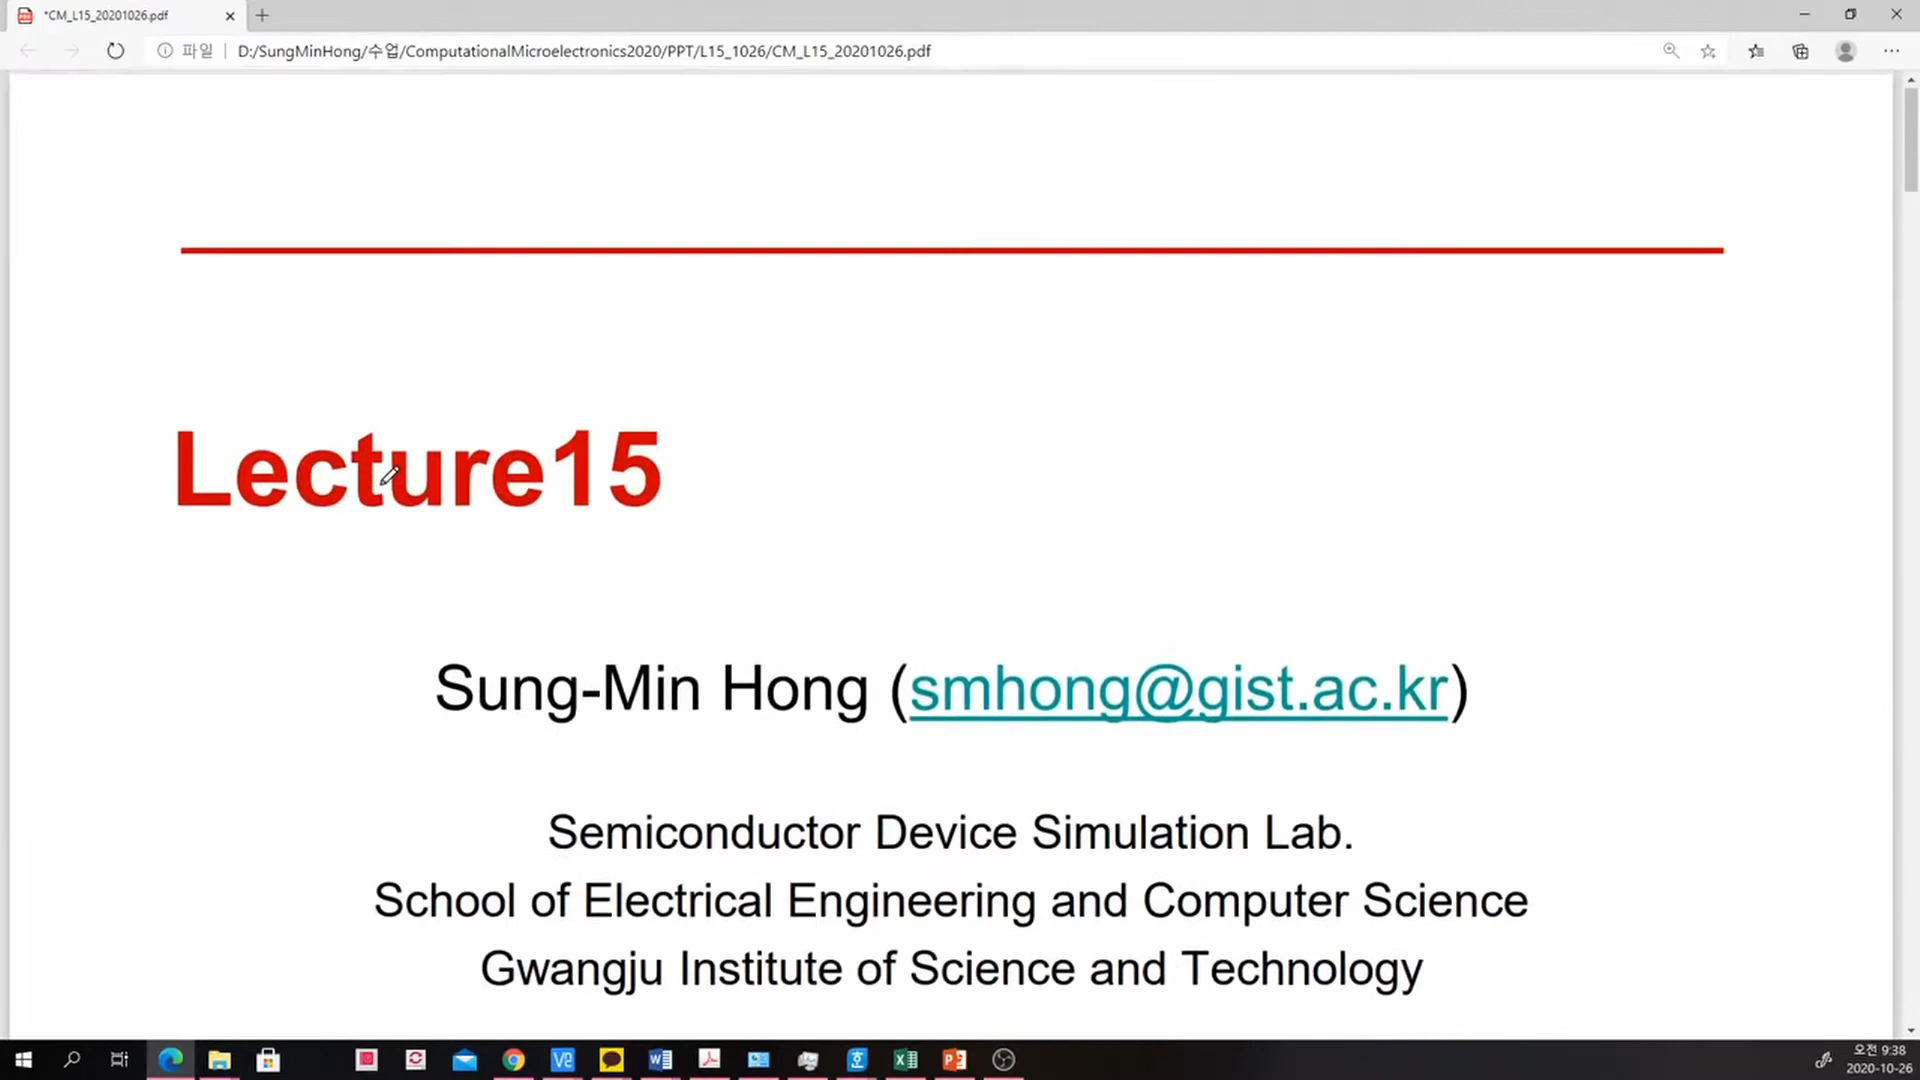 *CM_L15_20201026.pdf
파일 D:/SungMinHong/수업/ComputationalMicroelectronics2020/PPT/L15_1026/CM_L15_20201026.pdf
Lecture15
Sung-Min Hong (smhong@gist.ac.kr)
Semiconductor Device Simulation Lab.
School of Electrical Engineering and Computer Science
Gwangju Institute of Science and Technology
오전 9:38
2020-10-26